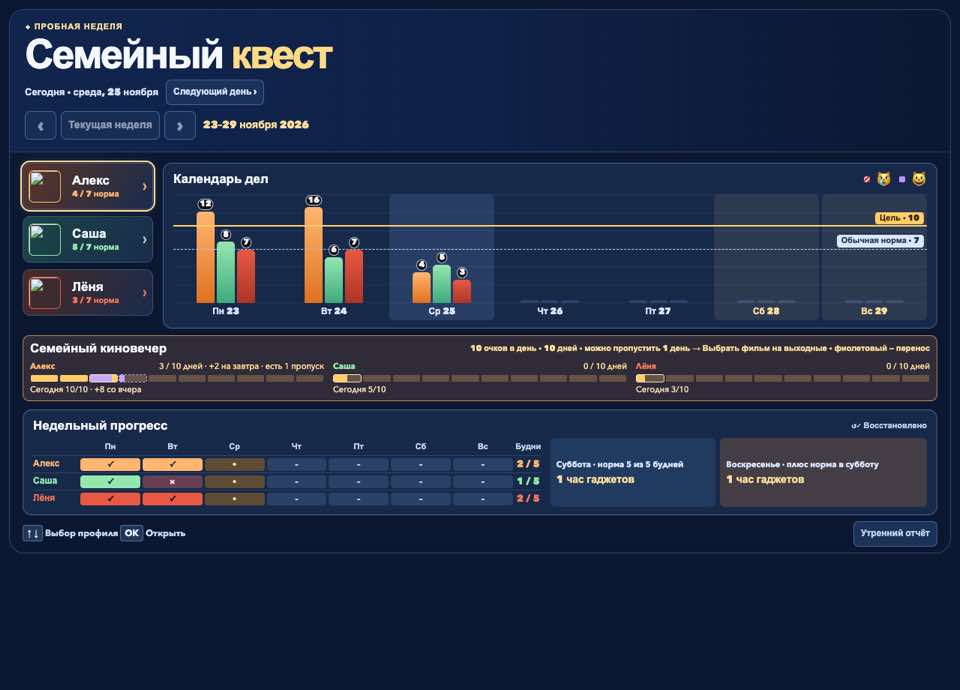 ПРОБНАЯ НЕДЕЛЯ
Семейный квест
Сегодня • среда, 25 ноября
Следующий день ›
‹ Текущая неделя › 23–29 ноября 2026
Алекс
4 / 7 норма
Саша
5 / 7 норма
Лёня
3 / 7 норма
Календарь дел
12 8 7
16 6 7
4 5 3
Цель • 10
Обычная норма • 7
Пн 23 Вт 24 Ср 25 Чт 26 Пт 27 Сб 28 Вс 29
Семейный киновечер
10 очков в день • 10 дней • можно пропустить 1 день → Выбрать фильм на выходные • фиолетовый – перенос
Алекс 3 / 10 дней · +2 на завтра · есть 1 пропуск
Сегодня 10/10 · +8 со вчера
Саша 0 / 10 дней
Сегодня 5/10
Лёня 0 / 10 дней
Сегодня 3/10
Недельный прогресс
Восстановлено
Пн Вт Ср Чт Пт Сб Вс Будни
Алекс ✓ ✓ • - - - - 2 / 5
Саша ✓ × • - - - - 1 / 5
Лёня ✓ ✓ • - - - - 2 / 5
Суббота · норма 5 из 5 будней
1 час гаджетов
Воскресенье · плюс норма в субботу
1 час гаджетов
↑↓ Выбор профиля OK Открыть
Утренний отчёт